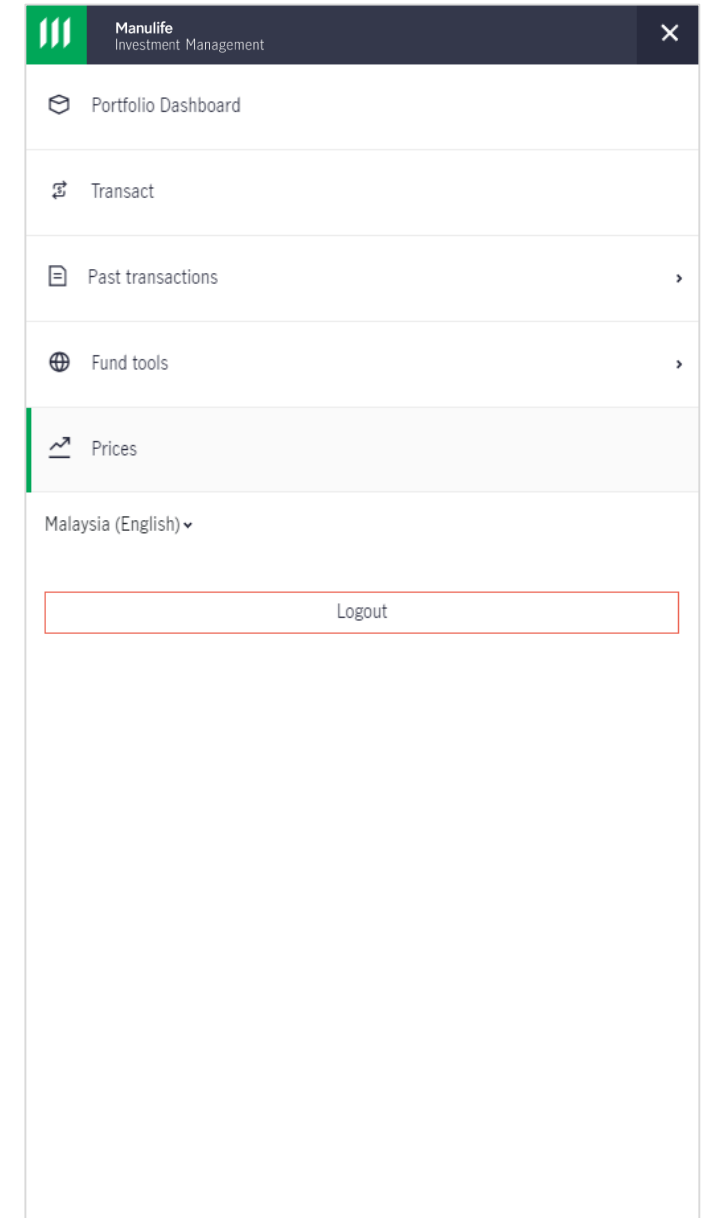 Manulife
Investment Management
Portfolio Dashboard
Transact
Past transactions
Fund tools
Prices
Malaysia (English)
Logout